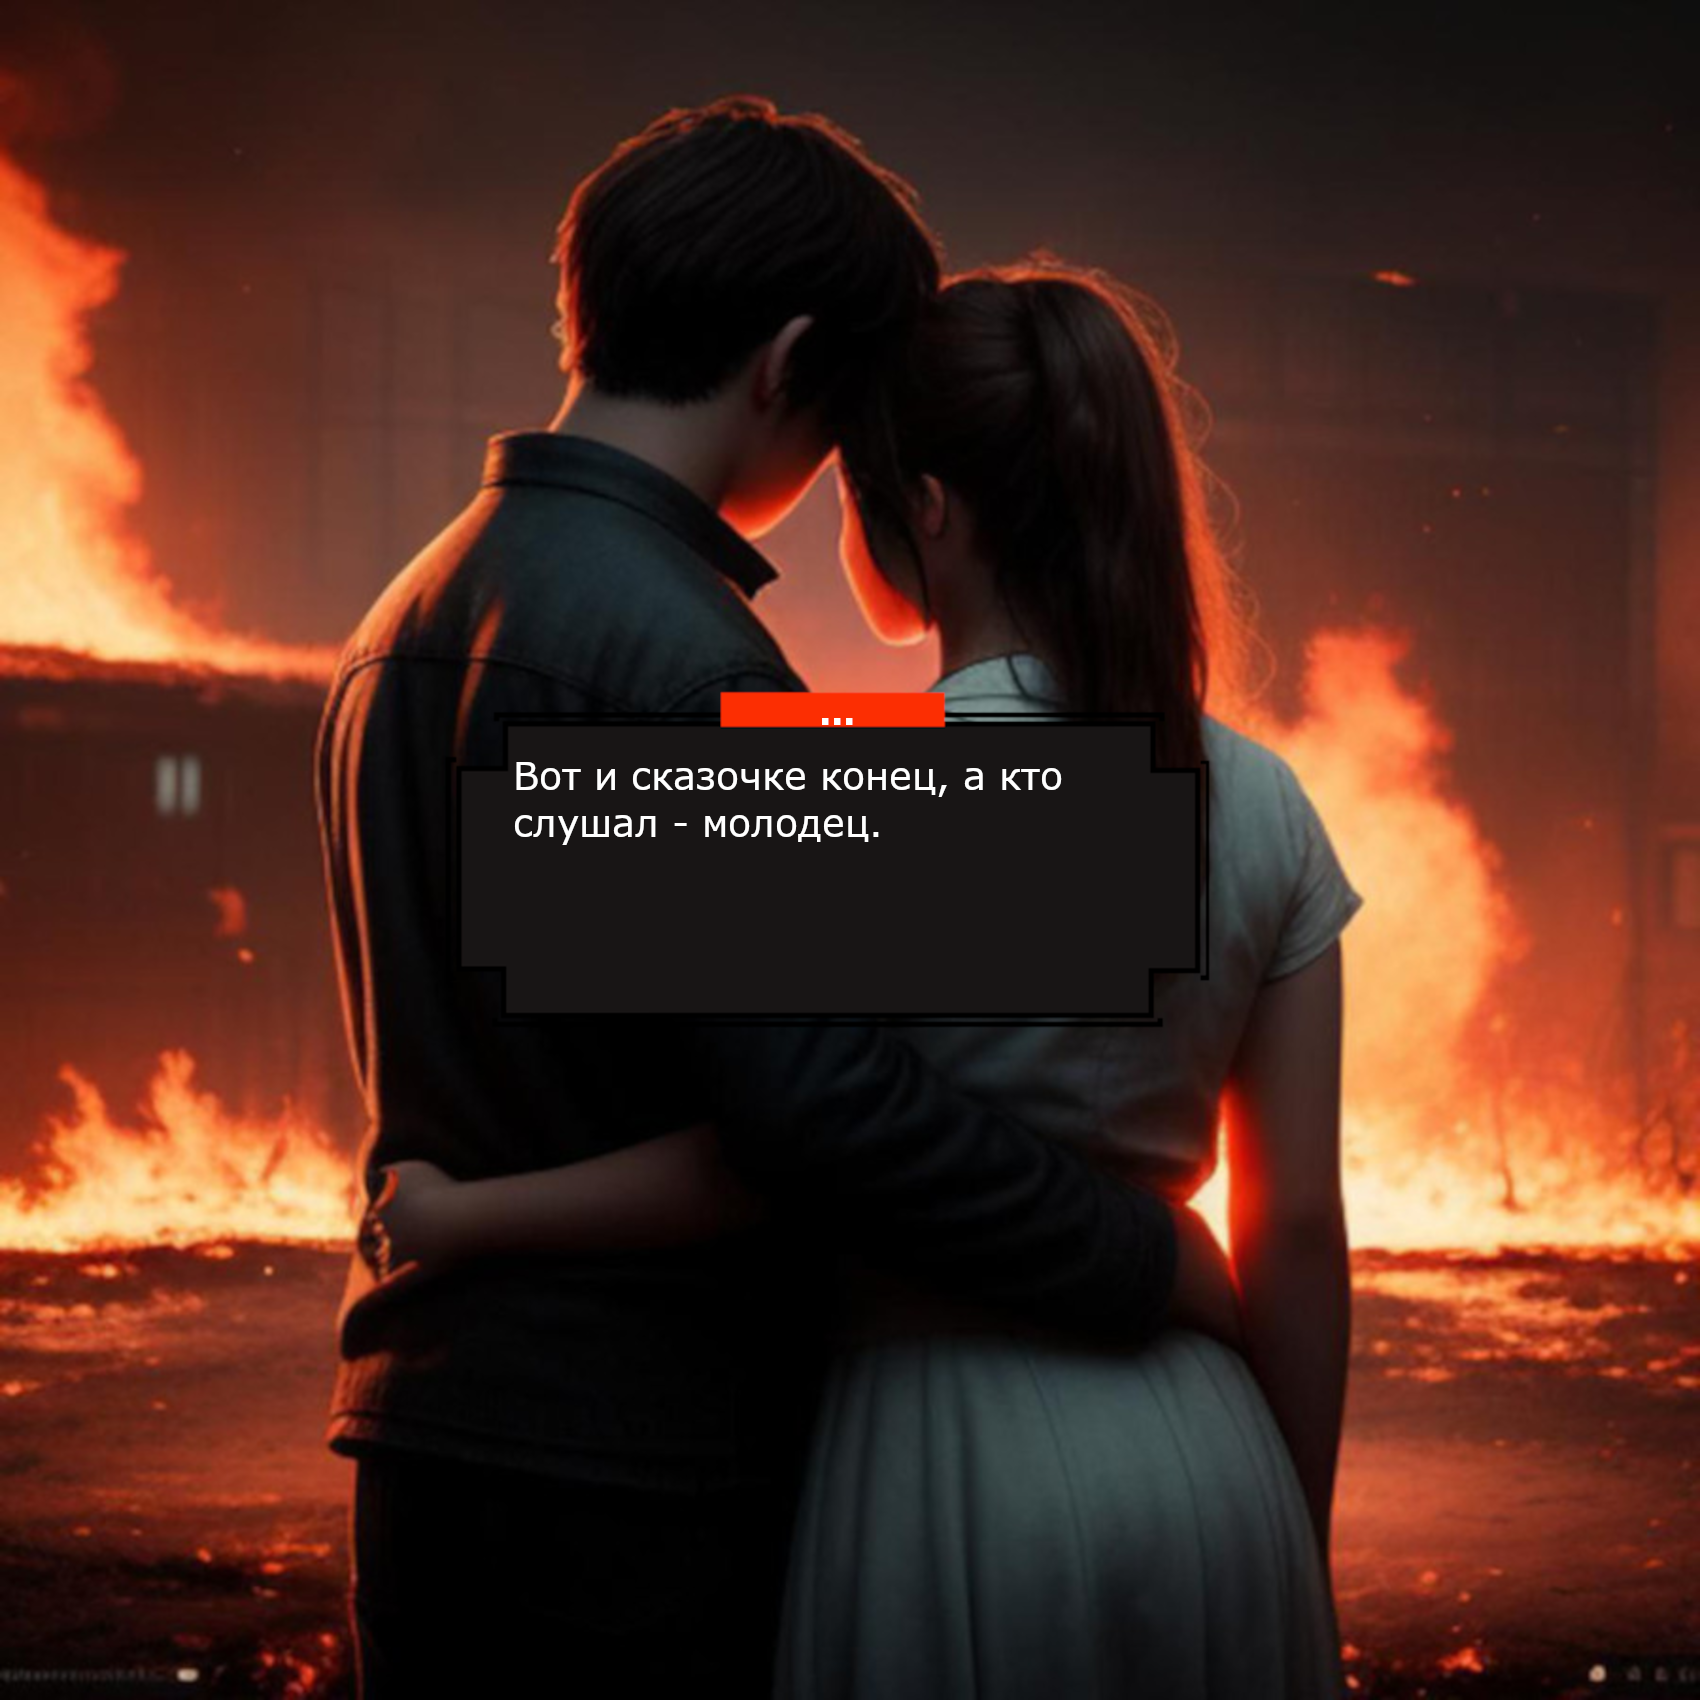 ...
Вот и сказочке конец, а кто
слушал - молодец.